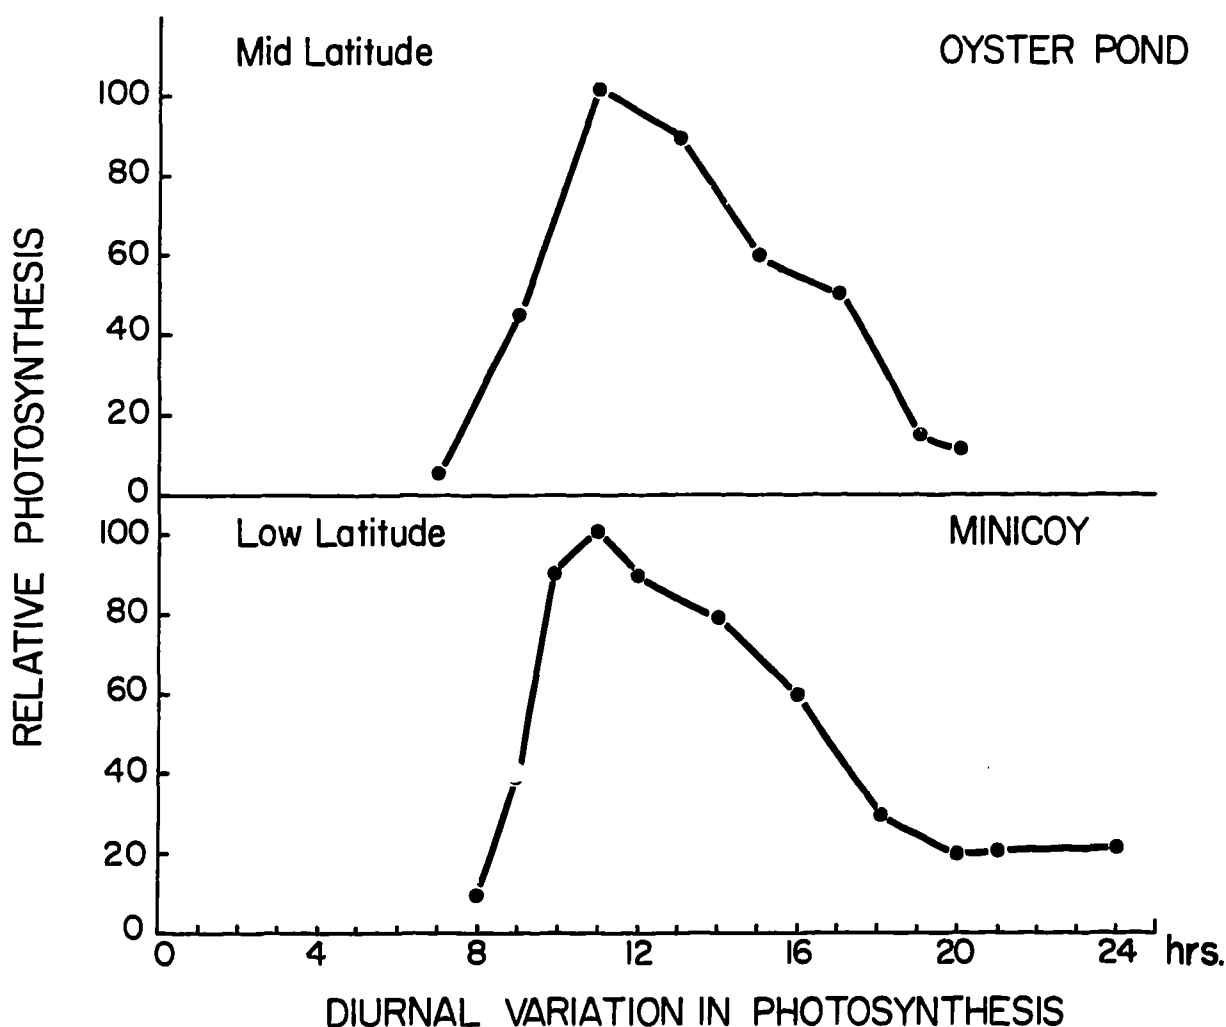 Mid Latitude
OYSTER POND
100
80
60
40
20
0
RELATIVE PHOTOSYNTHESIS
Low Latitude
MINICOY
100
80
60
40
20
0
0 4 8 12 16 20 24 hrs.
DIURNAL VARIATION IN PHOTOSYNTHESIS